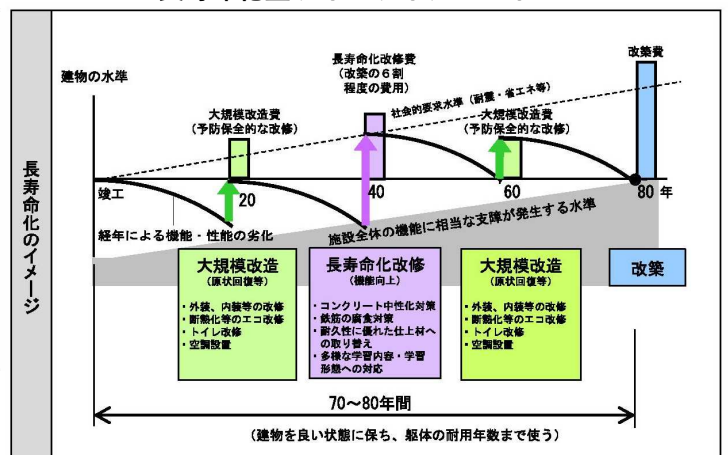 長寿命化のイメージ
建物の水準
長寿命化改修費
(改築の6割
程度の費用)
改築費
社会的要求水準(耐震・省エネ等)
大規模改造費
(予防保全的な改修)
大規模改造費
(予防保全的な改修)
竣工
20
40
60
80 年
経年による機能・性能の劣化
施設全体の機能に相当な支障が発生する水準
大規模改造
(原状回復等)
・外装、内装等の改修
・断熱化等のエコ改修
・トイレ改修
・空調設置
長寿命化改修
(機能向上)
・コンクリート中性化対策
・鉄筋の腐食対策
・耐久性に優れた仕上材へ
の取り替え
・多様な学習内容・学習
形態への対応
大規模改造
(原状回復等)
・外装、内装等の改修
・断熱化等のエコ改修
・トイレ改修
・空調設置
改築
70~80年間
(建物を良い状態に保ち、躯体の耐用年数まで使う)